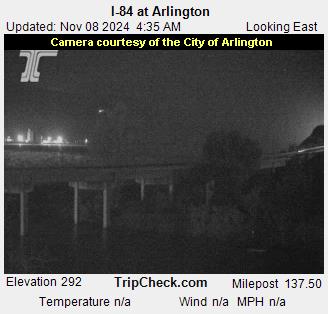 I-84 at Arlington
Updated: Nov 08 2024 4:35 AM Looking East
Camera courtesy of the City of Arlington
Elevation 292 TripCheck.com Milepost 137.50
Temperature n/a Wind n/a MPH n/a